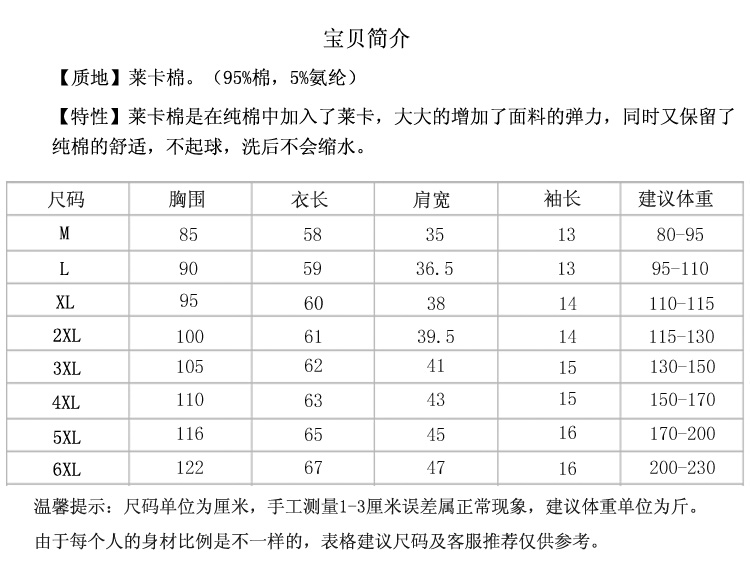 宝贝简介
【质地】莱卡棉。（95%棉，5%氨纶）
【特性】莱卡棉是在纯棉中加入了莱卡，大大的增加了面料的弹力，同时又保留了
纯棉的舒适，不起球，洗后不会缩水。
尺码 胸围 衣长 肩宽 袖长 建议体重
M 85 58 35 13 80-95
L 90 59 36.5 13 95-110
XL 95 60 38 14 110-115
2XL 100 61 39.5 14 115-130
3XL 105 62 41 15 130-150
4XL 110 63 43 15 150-170
5XL 116 65 45 16 170-200
6XL 122 67 47 16 200-230
温馨提示：尺码单位为厘米，手工测量1-3厘米误差属正常现象，建议体重单位为斤。
由于每个人的身材比例是不一样的，表格建议尺码及客服推荐仅供参考。